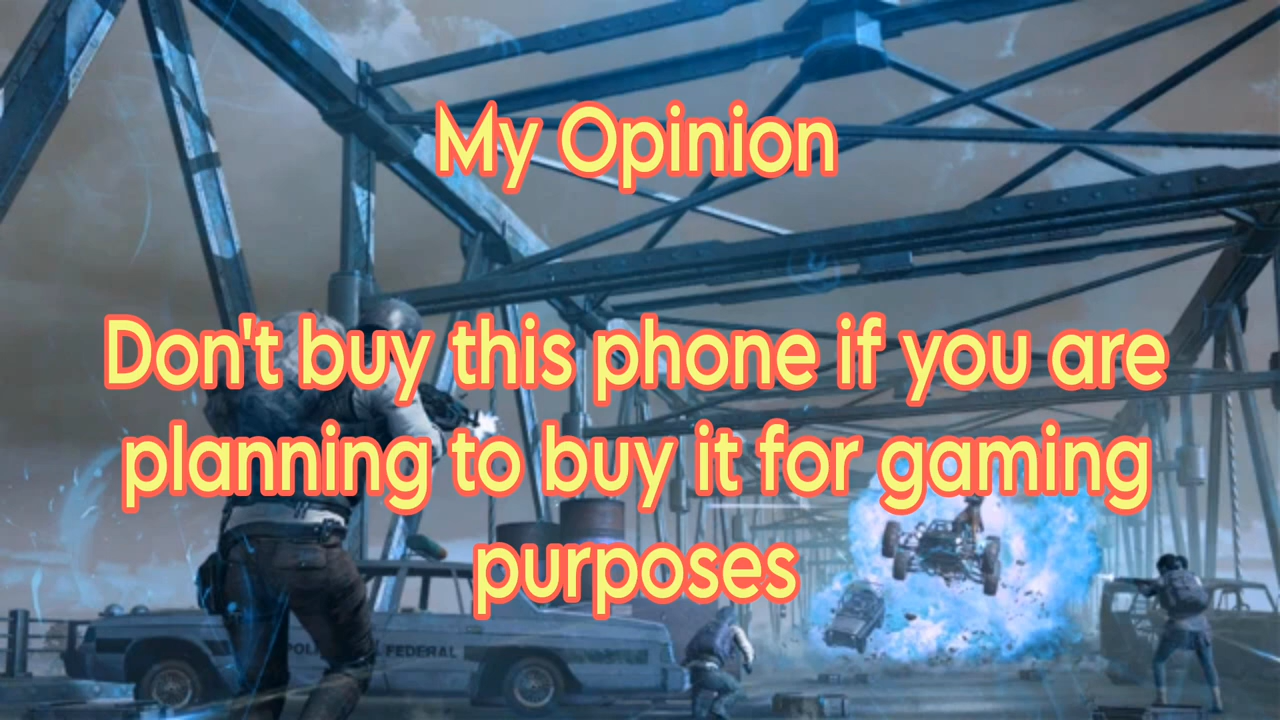 My Opinion
Don't buy this phone if you are
planning to buy it for gaming
purposes
FEDERAL